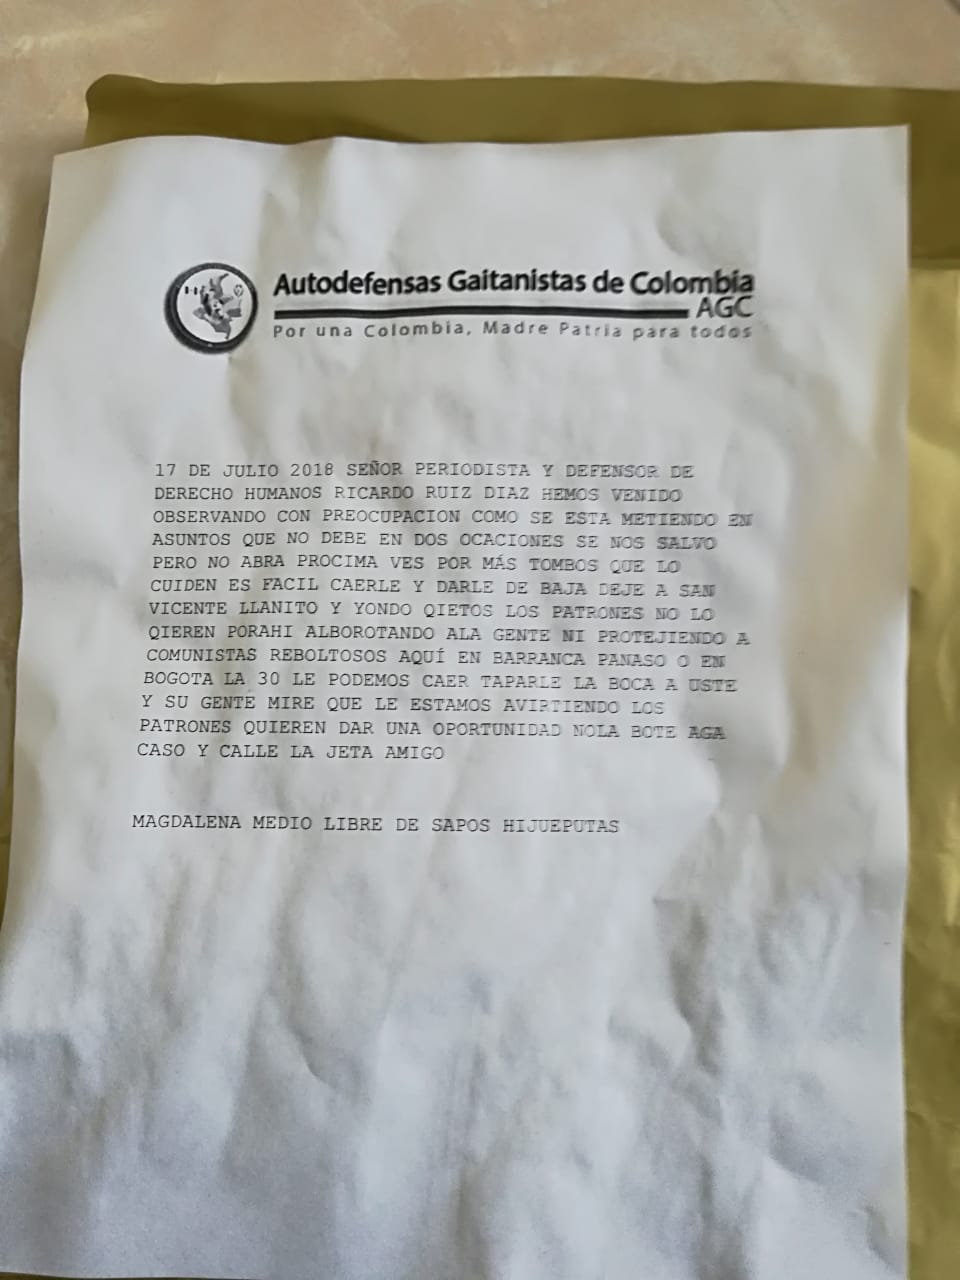 Autodefensas Gaitanistas de Colombia
AGC
Por una Colombia, Madre Patria para todos
17 DE JULIO 2018 SEÑOR PERIODISTA Y DEFENSOR DE
DERECHO HUMANOS RICARDO RUIZ DIAZ HEMOS VENIDO
OBSERVANDO CON PREOCUPACION COMO SE ESTA METIENDO EN
ASUNTOS QUE NO DEBE EN DOS OCACIONES SE NOS SALVO
PERO NO ABRA PROCIMA VES POR MÁS TOMBOS QUE LO
CUIDEN ES FACIL CAERLE Y DARLE DE BAJA DEJE A SAN
VICENTE LLANITO Y YONDO QIETOS LOS PATRONES NO LO
QIEREN PORAHI ALBOROTANDO ALA GENTE NI PROTEJIENDO A
COMUNISTAS REBOLTOSOS AQUÍ EN BARRANCA PANASO O EN
BOGOTA LA 30 LE PODEMOS CAER TAPARLE LA BOCA A USTE
Y SU GENTE MIRE QUE LE ESTAMOS AVIRTIENDO LOS
PATRONES QUIEREN DAR UNA OPORTUNIDAD NOLA BOTE AGA
CASO Y CALLE LA JETA AMIGO
MAGDALENA MEDIO LIBRE DE SAPOS HIJUEPUTAS